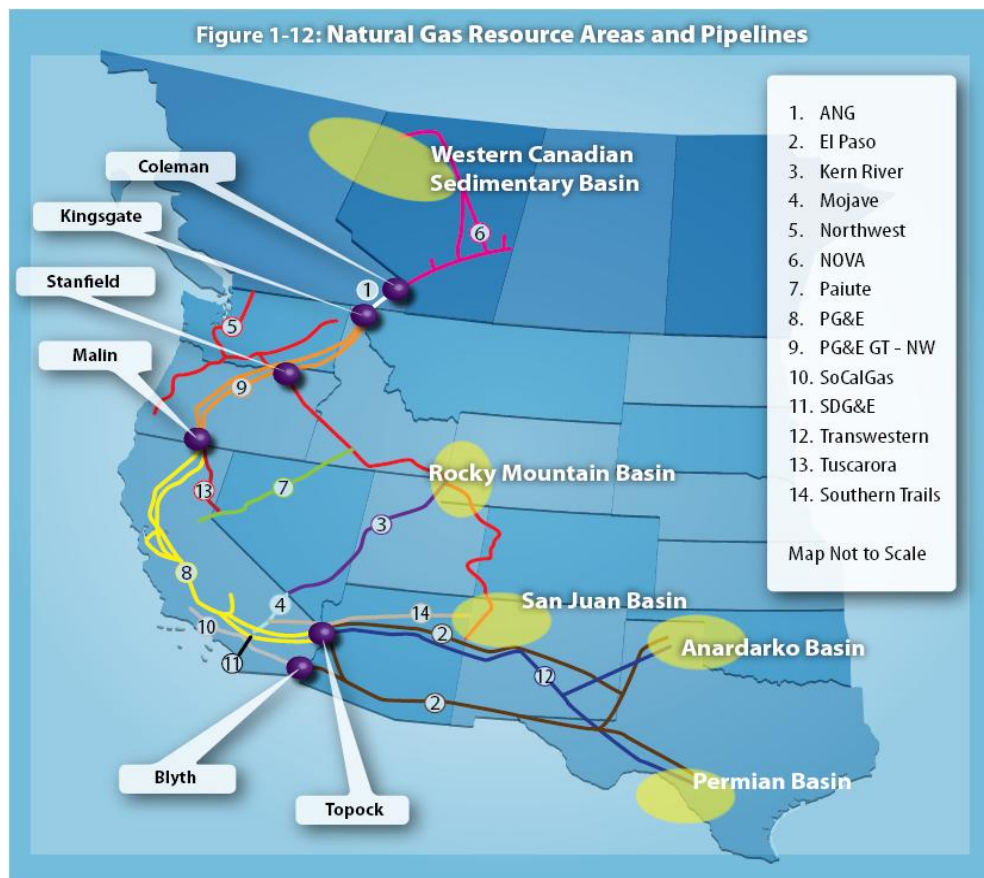 Figure 1-12: Natural Gas Resource Areas and Pipelines
1. ANG
2. El Paso
3. Kern River
4. Mojave
5. Northwest
6. NOVA
7. Paiute
8. PG&E
9. PG&E GT - NW
10. SoCalGas
11. SDG&E
12. Transwestern
13. Tuscarora
14. Southern Trails
Map Not to Scale
Coleman
Kingsgate
Stanfield
Malin
Western Canadian
Sedimentary Basin
6
1
5
9
Rocky Mountain Basin
13
7
3
8
4
San Juan Basin
14
10
2
Anardarko Basin
11
12
2
Blyth
Topock
Permian Basin